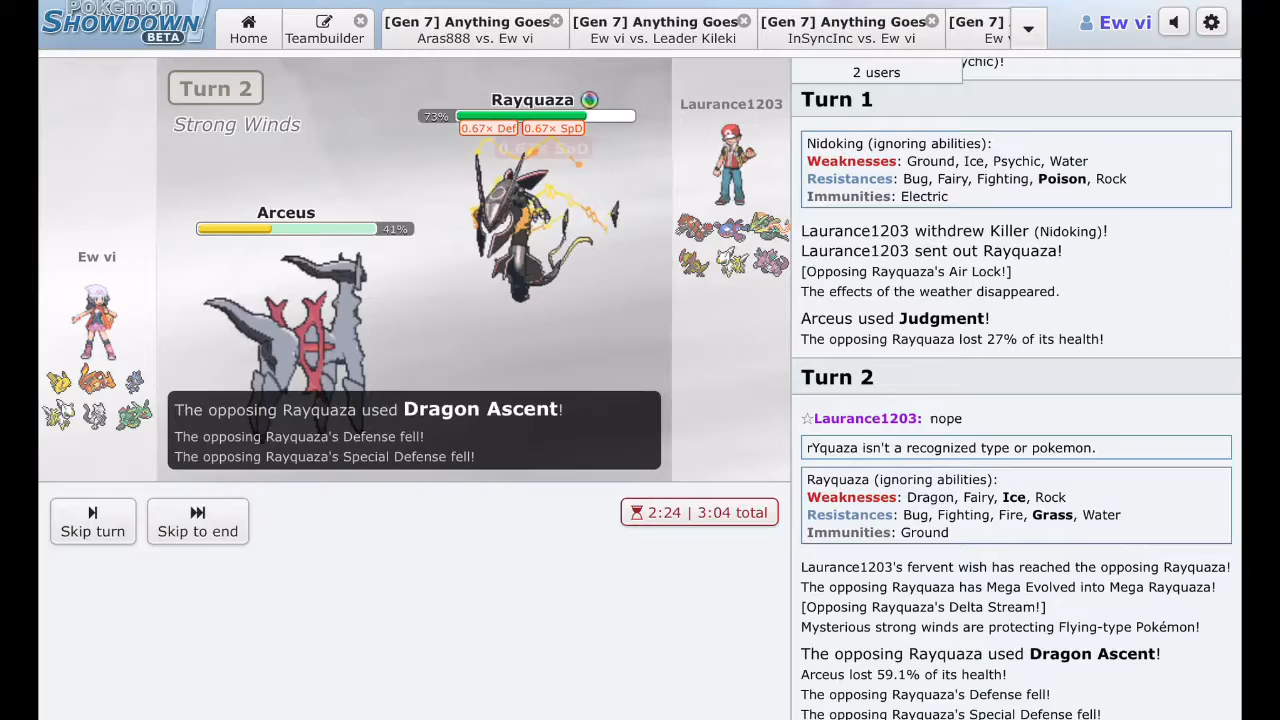 Pokémon
SHOWDOWN
BETA
Home
Teambuilder
[Gen 7] Anything Goes
Aras888 vs. Ew vi
[Gen 7] Anything Goes
Ew vi vs. Leader Kileki
[Gen 7] Anything Goes
InSyncInc vs. Ew vi
[Gen 7]
Ew
Ew vi
Turn 2
Strong Winds
Rayquaza
73%
0.67× Def 0.67× SpD
0.67× SpD
Arceus
41%
Ew vi
Laurance1203
The opposing Rayquaza used Dragon Ascent!
The opposing Rayquaza's Defense fell!
The opposing Rayquaza's Special Defense fell!
Skip turn
Skip to end
2:24 | 3:04 total
2 users
ychic)!
Turn 1
Nidoking (ignoring abilities):
Weaknesses: Ground, Ice, Psychic, Water
Resistances: Bug, Fairy, Fighting, Poison, Rock
Immunities: Electric
Laurance1203 withdrew Killer (Nidoking)!
Laurance1203 sent out Rayquaza!
[Opposing Rayquaza's Air Lock!]
The effects of the weather disappeared.
Arceus used Judgment!
The opposing Rayquaza lost 27% of its health!
Turn 2
☆Laurance1203: nope
rYquaza isn't a recognized type or pokemon.
Rayquaza (ignoring abilities):
Weaknesses: Dragon, Fairy, Ice, Rock
Resistances: Bug, Fighting, Fire, Grass, Water
Immunities: Ground
Laurance1203's fervent wish has reached the opposing Rayquaza!
The opposing Rayquaza has Mega Evolved into Mega Rayquaza!
[Opposing Rayquaza's Delta Stream!]
Mysterious strong winds are protecting Flying-type Pokémon!
The opposing Rayquaza used Dragon Ascent!
Arceus lost 59.1% of its health!
The opposing Rayquaza's Defense fell!
The opposing Rayquaza's Special Defense fell!